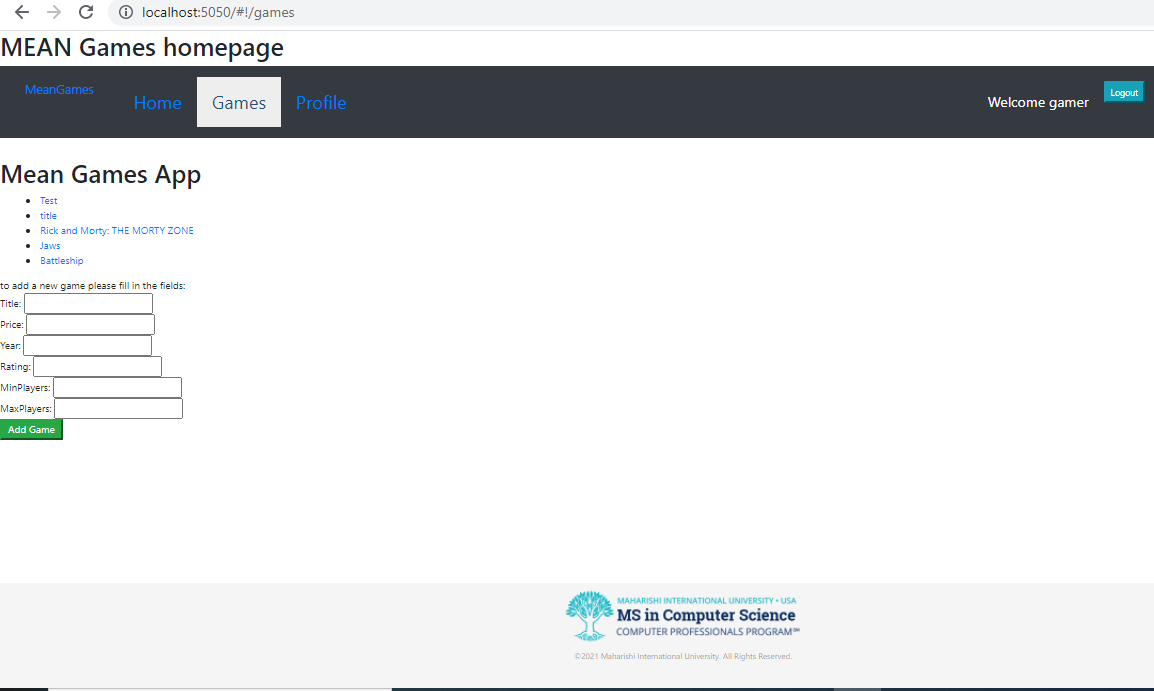 localhost:5050/#!/games
MEAN Games homepage
MeanGames Home Games Profile Welcome gamer Logout
Mean Games App
Test
title
Rick and Morty: THE MORTY ZONE
Jaws
Battleship
to add a new game please fill in the fields:
Title:
Price:
Year:
Rating:
MinPlayers:
MaxPlayers:
Add Game
MAHARISHI INTERNATIONAL UNIVERSITY • USA
MS in Computer Science
COMPUTER PROFESSIONALS PROGRAM℠
©2021 Maharishi International University. All Rights Reserved.